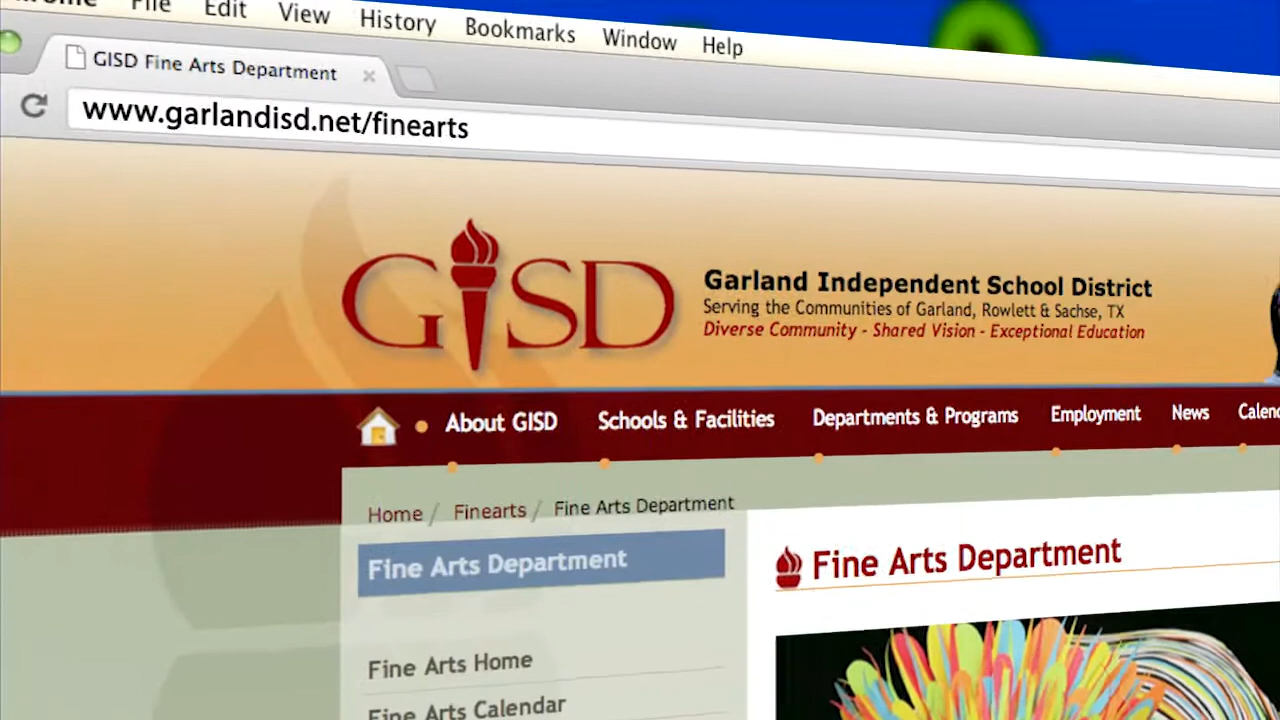 File Edit View History Bookmarks Window Help
GISD Fine Arts Department
www.garlandisd.net/finearts
GISD
Garland Independent School District
Serving the Communities of Garland, Rowlett & Sachse, TX
Diverse Community - Shared Vision - Exceptional Education
About GISD Schools & Facilities Departments & Programs Employment News
Home / Finearts / Fine Arts Department
Fine Arts Department
Fine Arts Department
Fine Arts Home
Fine Arts Calendar